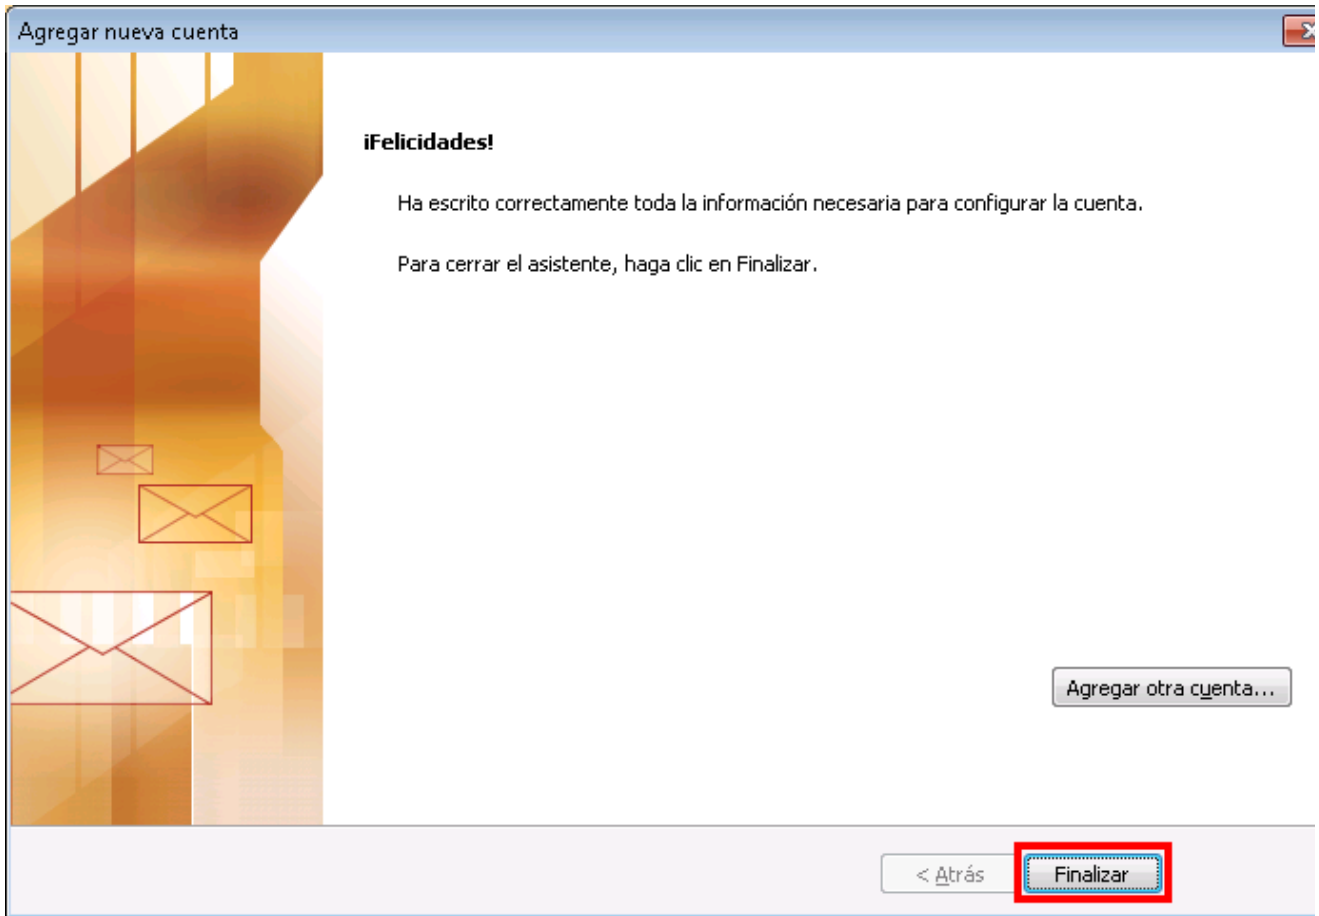 Agregar nueva cuenta
¡Felicidades!
Ha escrito correctamente toda la información necesaria para configurar la cuenta.
Para cerrar el asistente, haga clic en Finalizar.
Agregar otra cuenta...
< Atrás
Finalizar